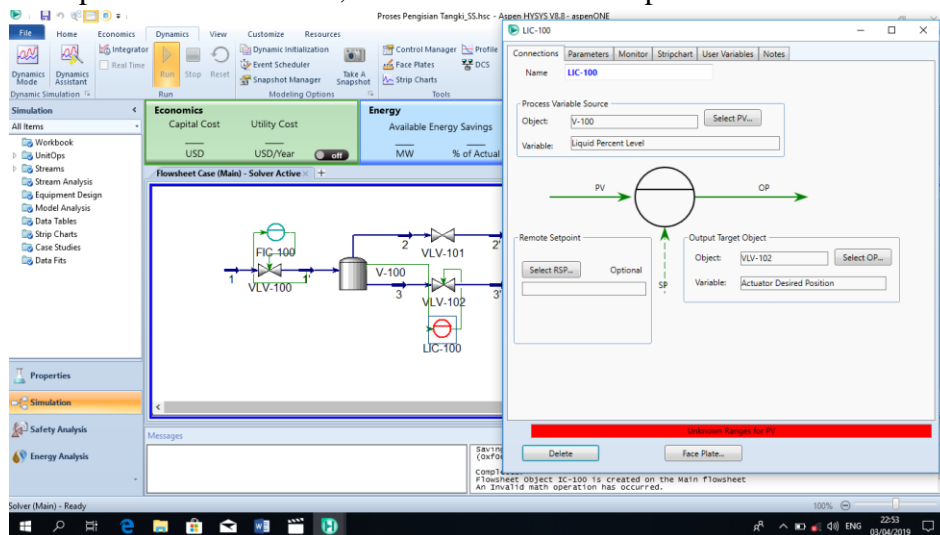 Proses Pengisian Tangki_SS.hsc - Aspen HYSYS V8.8 - aspenONE
File Home Economics Dynamics View Customize Resources
Dynamics Mode
Dynamics Assistant
Dynamic Simulation
Integrator
Real Time
Run Stop Reset
Run
Dynamic Initialization
Event Scheduler
Snapshot Manager
Take A Snapshot
Modeling Options
Control Manager Profile
Face Plates DCS
Strip Charts
Tools
Simulation
All Items
Workbook
UnitOps
Streams
Stream Analysis
Equipment Design
Model Analysis
Data Tables
Strip Charts
Case Studies
Data Fits
Properties
Simulation
Safety Analysis
Energy Analysis
Economics
Capital Cost Utility Cost
USD USD/Year off
Energy
Available Energy Savings
MW % of Actual
Flowsheet Case (Main) - Solver Active +
FIC-100
1
VLV-100
1'
V-100
2
VLV-101
2'
3
VLV-102
3'
LIC-100
Messages
Completed.
Flowsheet Object IC-100 is created on the Main flowsheet
An Invalid math operation has occurred.
LIC-100
Connections Parameters Monitor Stripchart User Variables Notes
Name LIC-100
Process Variable Source
Object: V-100 Select PV...
Variable: Liquid Percent Level
PV OP
SP
Remote Setpoint
Select RSP... Optional
Output Target Object
Object: VLV-102 Select OP...
Variable: Actuator Desired Position
Unknown Ranges for PV
Delete Face Plate...
Solver (Main) - Ready
100%
ENG
22:53
03/04/2019